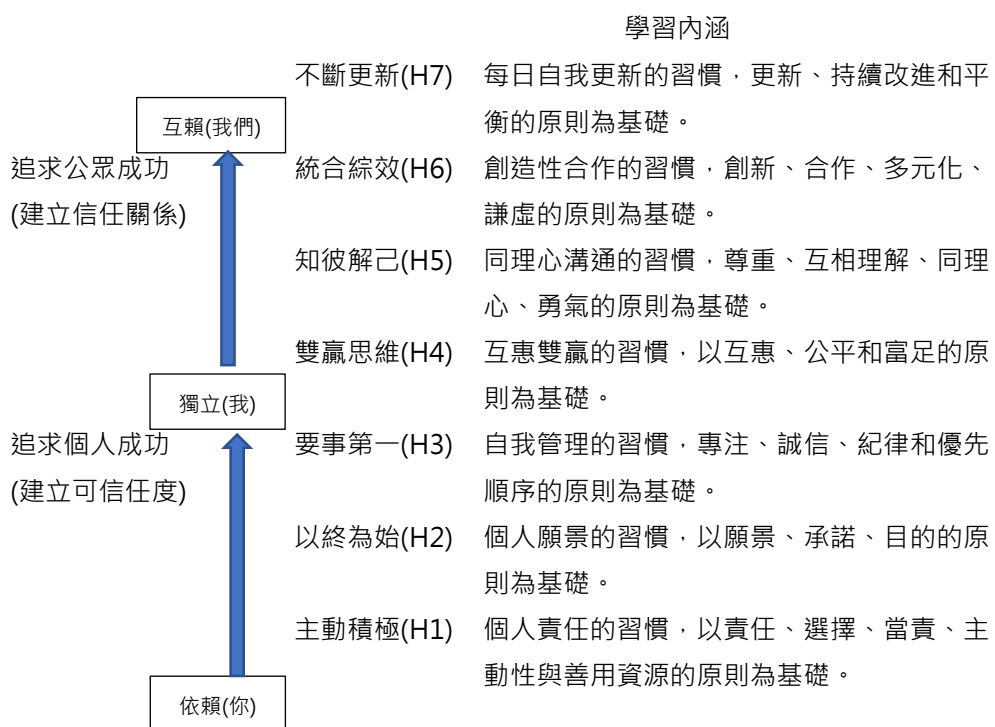 學習內涵
不斷更新(H7) 每日自我更新的習慣，更新、持續改進和平
互賴(我們)
衡的原則為基礎。
追求公眾成功
統合綜效(H6) 創造性合作的習慣，創新、合作、多元化、
(建立信任關係)
謙虛的原則為基礎。
知彼解己(H5) 同理心溝通的習慣，尊重、互相理解、同理
心、勇氣的原則為基礎。
雙贏思維(H4) 互惠雙贏的習慣，以互惠、公平和富足的原
則為基礎。
獨立(我)
追求個人成功
要事第一(H3) 自我管理的習慣，專注、誠信、紀律和優先
(建立可信任度)
順序的原則為基礎。
以終為始(H2) 個人願景的習慣，以願景、承諾、目的的原
則為基礎。
主動積極(H1) 個人責任的習慣，以責任、選擇、當責、主
動性與善用資源的原則為基礎。
依賴(你)